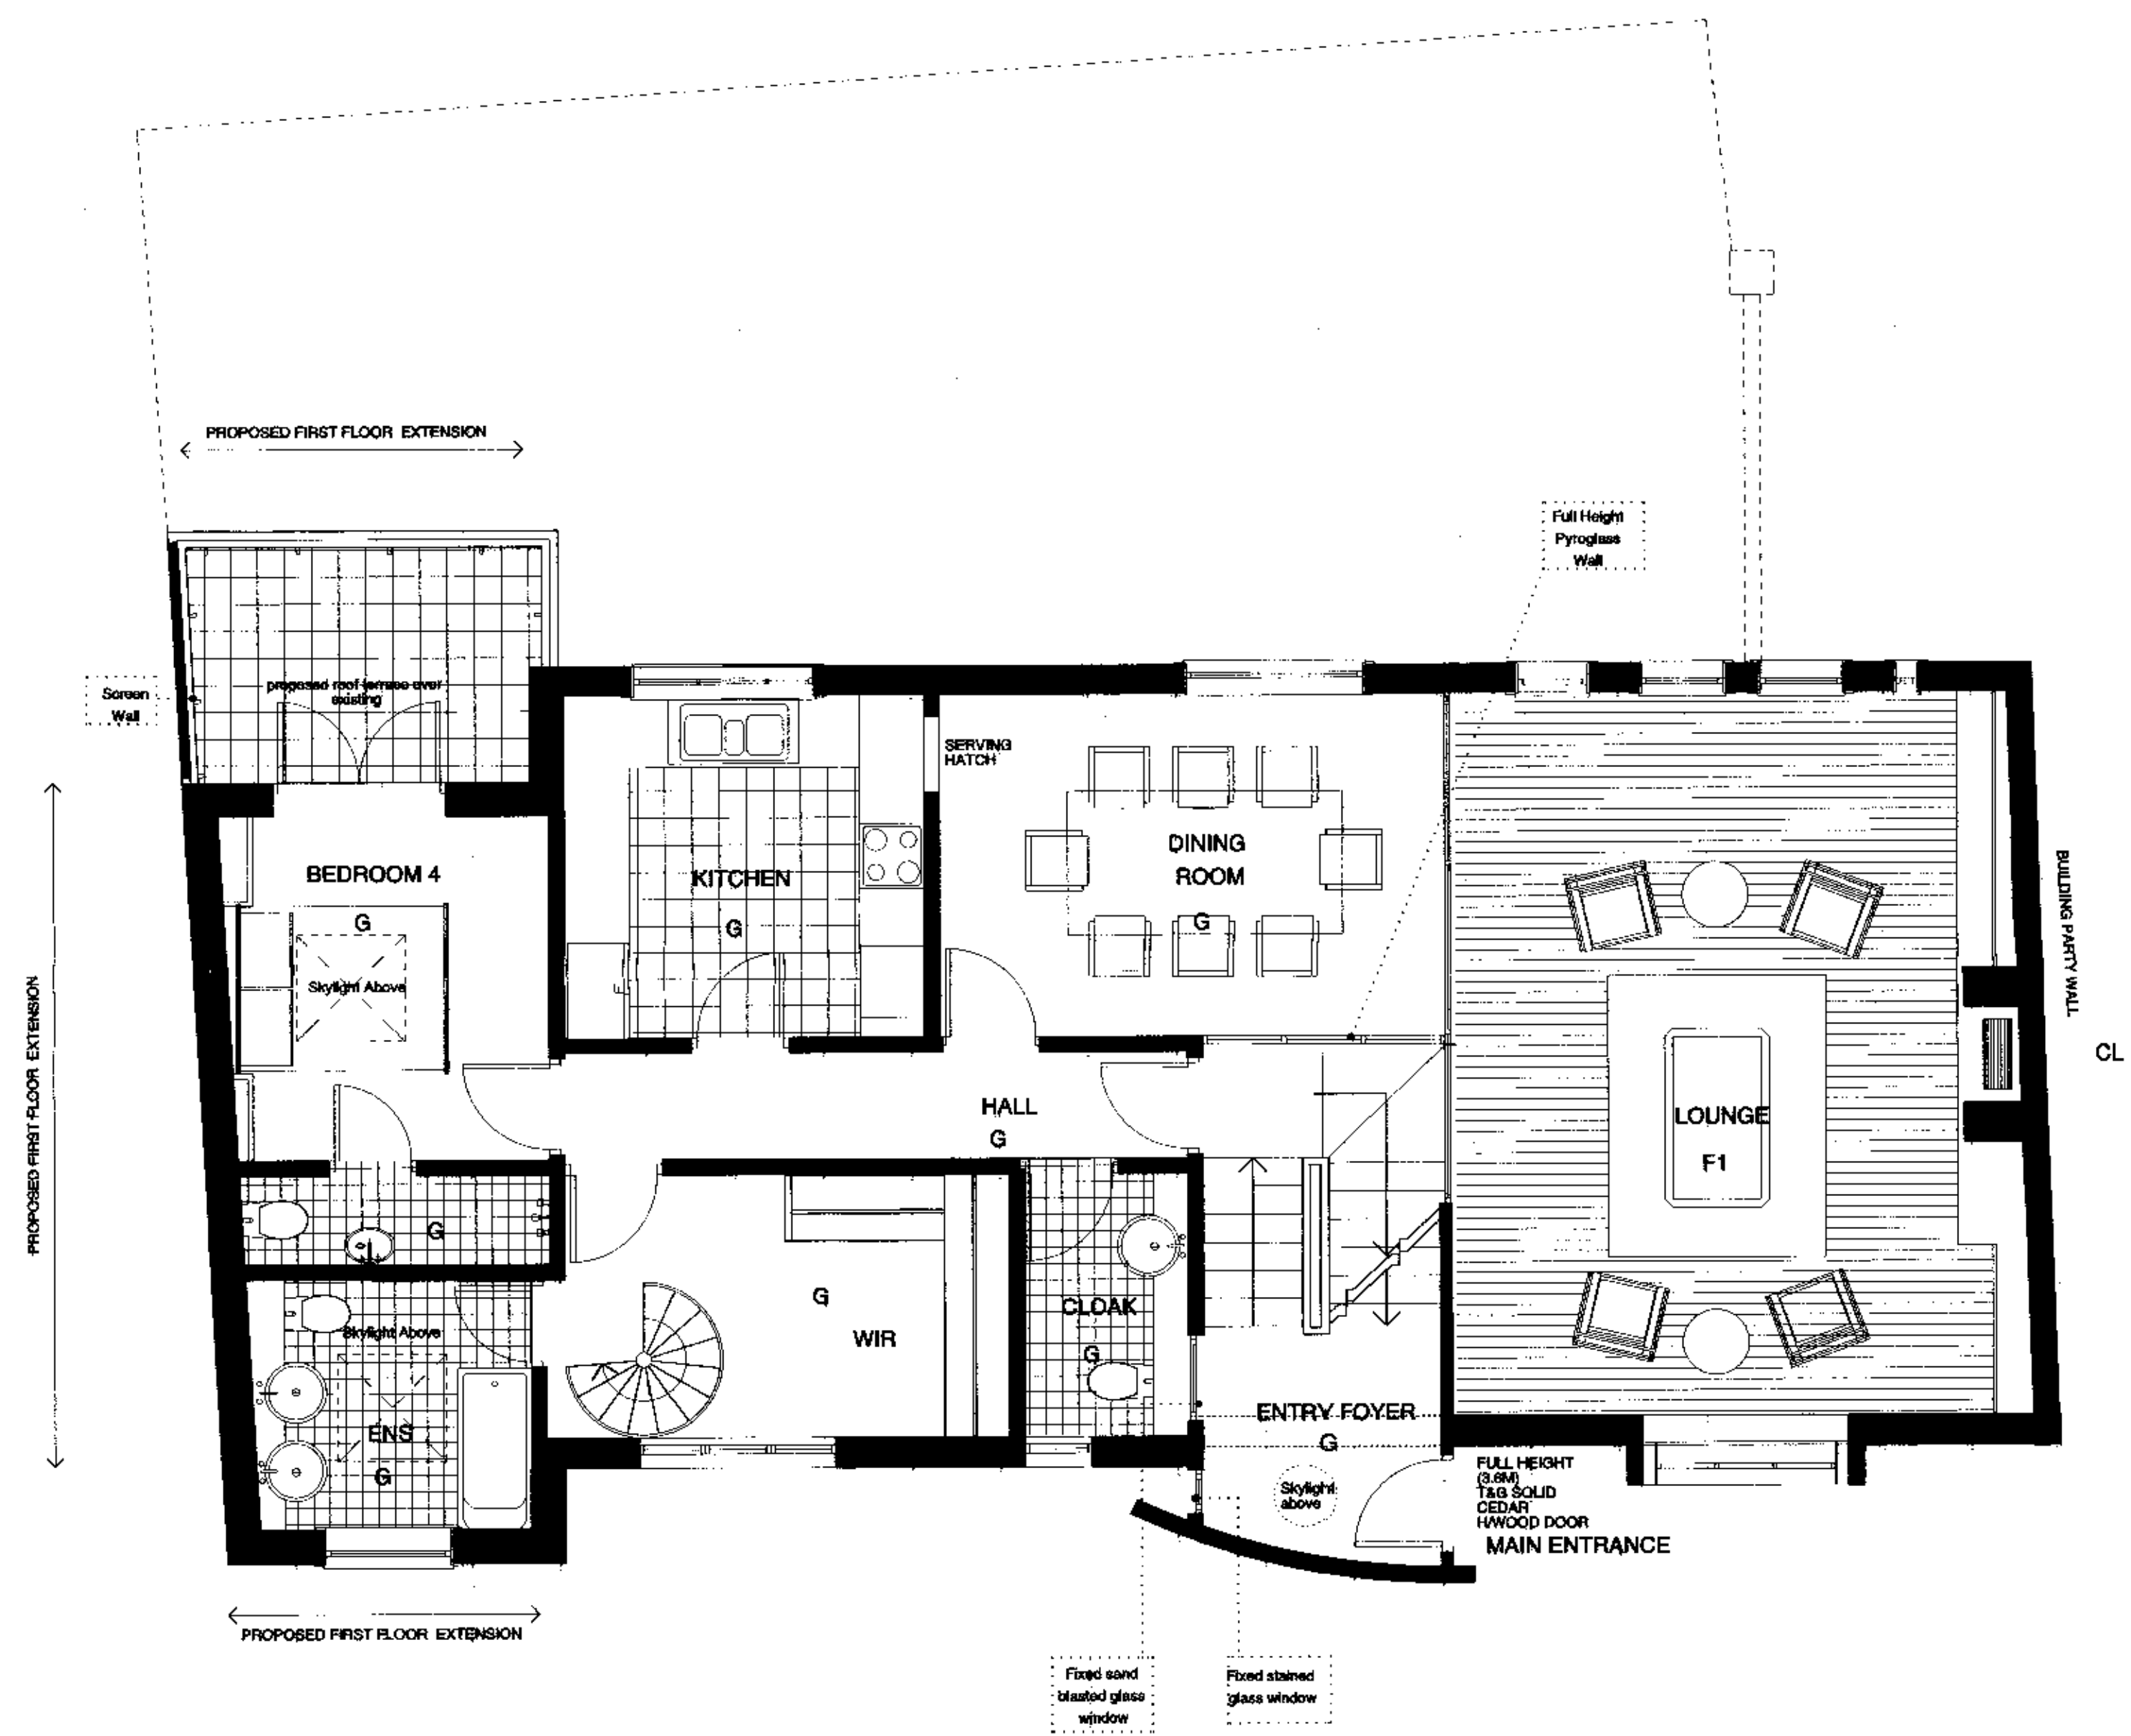 PROPOSED FIRST FLOOR EXTENSION
Full Height
Pyroglass
Wall
Screen
Wall
proposed roof terrace over
existing
SERVING
HATCH
DINING
ROOM
G
BEDROOM 4
G
Skylight Above
KITCHEN
G
BUILDING PARTY WALL
CL
PROPOSED FIRST FLOOR EXTENSION
HALL
G
LOUNGE
F1
G
G
WIR
CLOAK
G
Skylight Above
ENS
G
ENTRY FOYER
G
Skylight
above
FULL HEIGHT
(3.6M)
T&G SOLID
CEDAR
H/WOOD DOOR
MAIN ENTRANCE
PROPOSED FIRST FLOOR EXTENSION
Fixed sand
blasted glass
window
Fixed stained
glass window